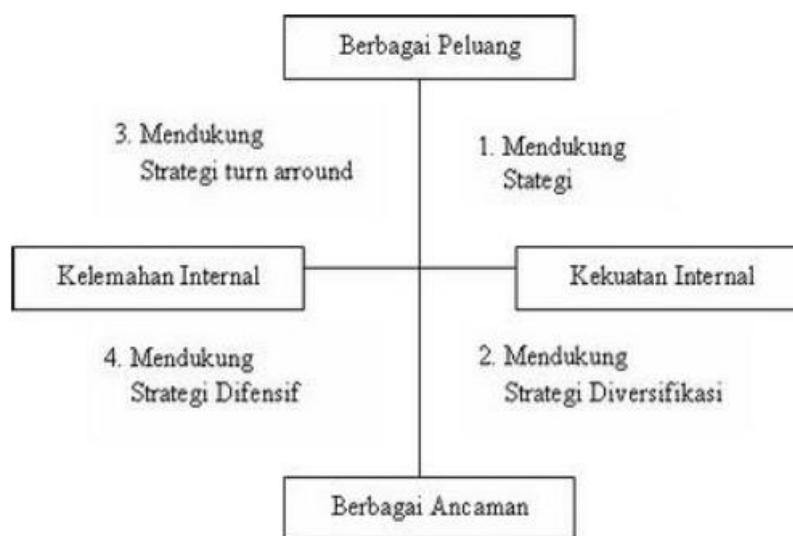 Berbagai Peluang
3. Mendukung
Strategi turn arround
1. Mendukung
Stategi
Kelemahan Internal
Kekuatan Internal
4. Mendukung
Strategi Difensif
2. Mendukung
Strategi Diversifikasi
Berbagai Ancaman